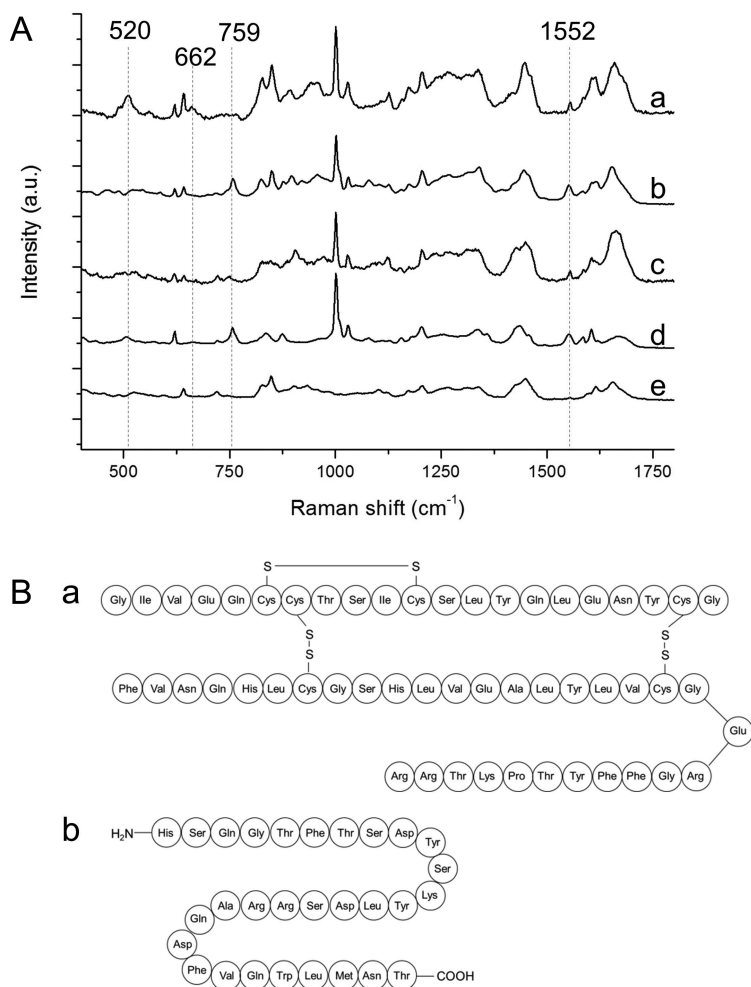 A
520
662
759
1552
a
b
c
d
e
Intensity (a.u.)
500 750 1000 1250 1500 1750
Raman shift (cm⁻¹)
B
a
S S
Gly Ile Val Glu Gln Cys Cys Thr Ser Ile Cys Ser Leu Tyr Gln Leu Glu Asn Tyr Cys Gly
S S
S S
Phe Val Asn Gln His Leu Cys Gly Ser His Leu Val Glu Ala Leu Tyr Leu Val Cys Gly
Glu
Arg Arg Thr Lys Pro Thr Tyr Phe Phe Gly Arg
b
H₂N His Ser Gln Gly Thr Phe Thr Ser Asp
Tyr
Ser
Lys
Ala Arg Arg Ser Asp Leu Tyr
Gln
Asp
Phe Val Gln Trp Leu Met Asn Thr COOH